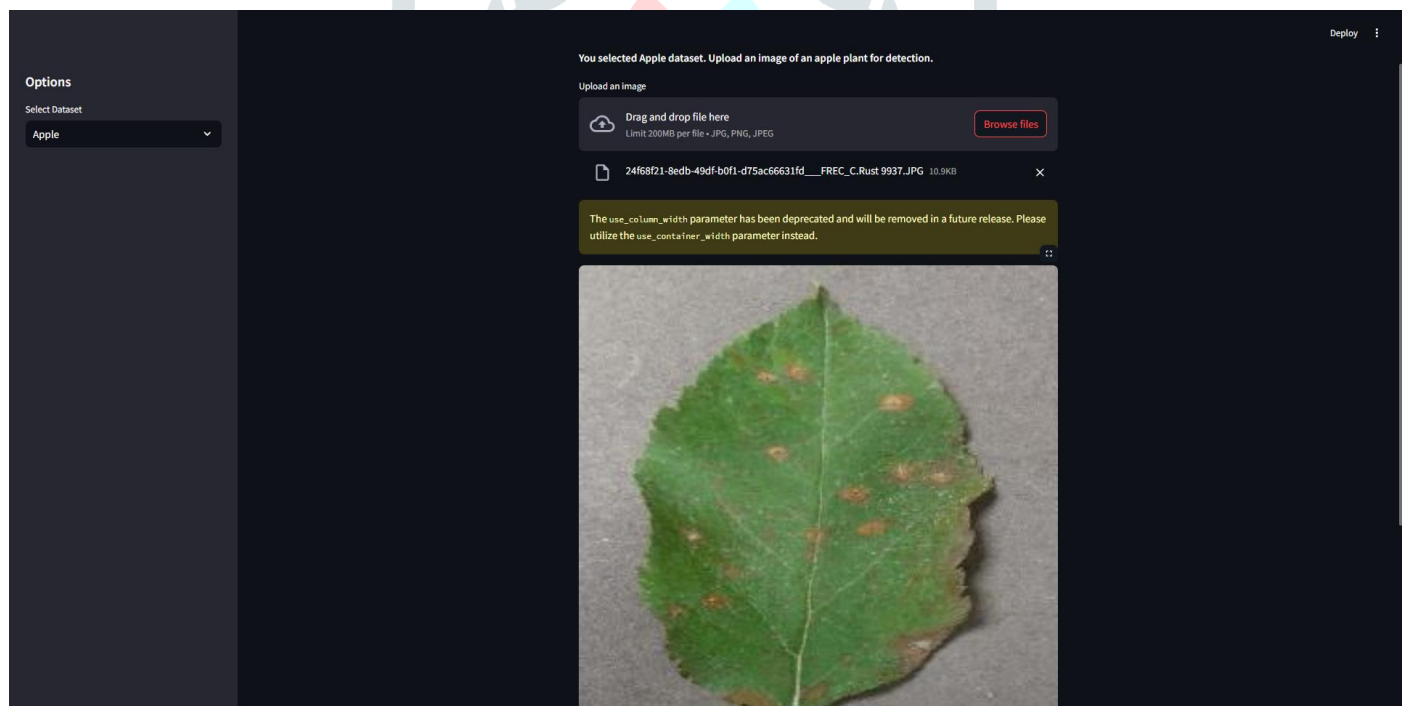 Deploy
You selected Apple dataset. Upload an image of an apple plant for detection.
Options
Upload an image
Select Dataset
Drag and drop file here
Apple
Browse files
Limit 200MB per file • JPG, PNG, JPEG
24f68f21-8edb-49df-b0f1-d75ac66631fd___FREC_C.Rust 9937.JPG 10.9KB
The use_column_width parameter has been deprecated and will be removed in a future release. Please
utilize the use_container_width parameter instead.